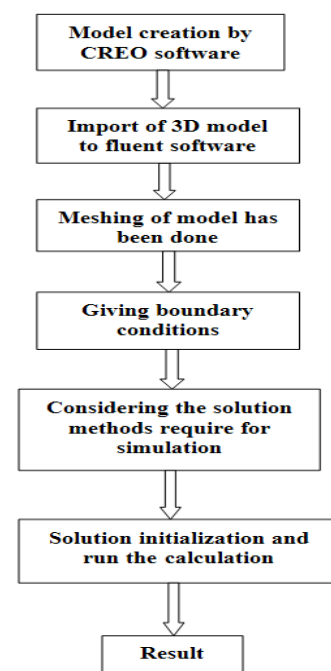 Model creation by
CREO software
Import of 3D model
to fluent software
Meshing of model has
been done
Giving boundary
conditions
Considering the solution
methods require for
simulation
Solution initialization and
run the calculation
Result